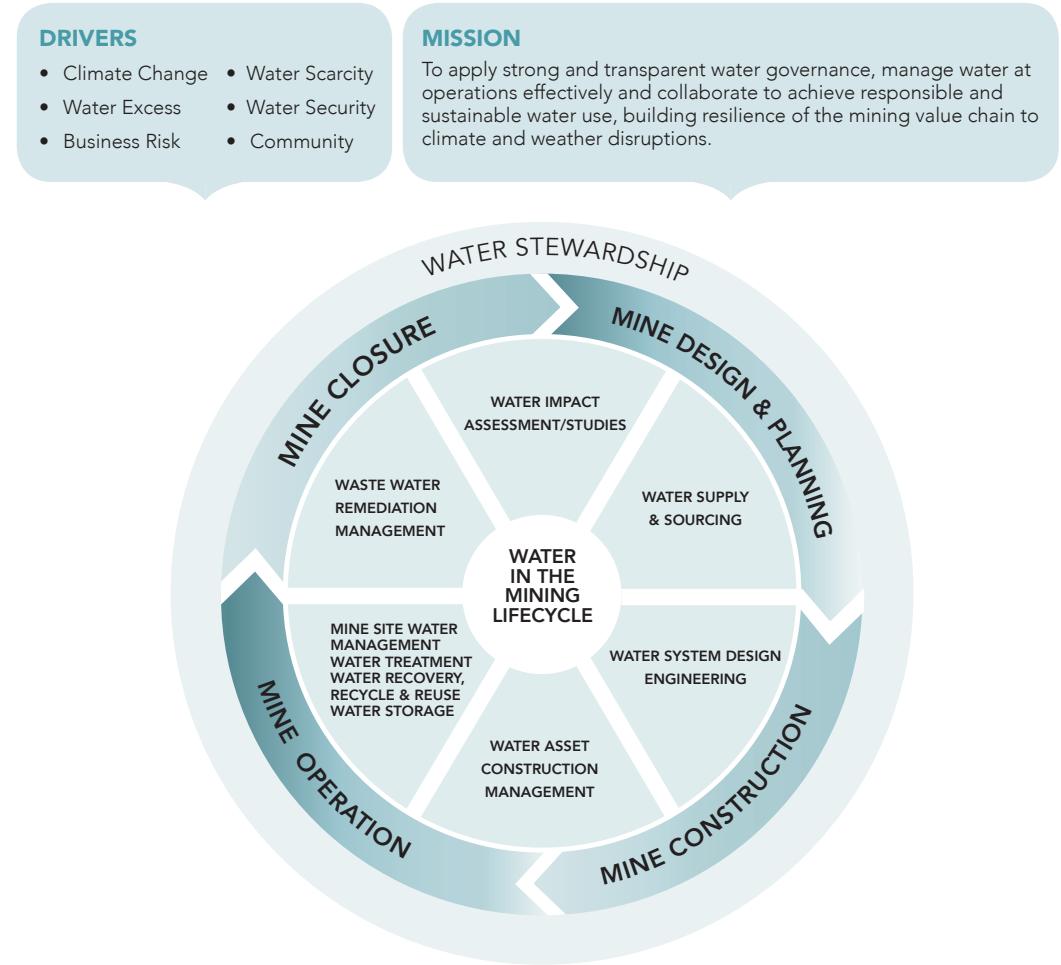 DRIVERS
• Climate Change
• Water Excess
• Business Risk
• Water Scarcity
• Water Security
• Community
MISSION
To apply strong and transparent water governance, manage water at
operations effectively and collaborate to achieve responsible and
sustainable water use, building resilience of the mining value chain to
climate and weather disruptions.
WATER STEWARDSHIP
MINE DESIGN & PLANNING
MINE CONSTRUCTION
MINE OPERATION
MINE CLOSURE
WATER IMPACT
ASSESSMENT/STUDIES
WATER SUPPLY
& SOURCING
WATER SYSTEM DESIGN
ENGINEERING
WATER ASSET
CONSTRUCTION
MANAGEMENT
MINE SITE WATER
MANAGEMENT
WATER TREATMENT
WATER RECOVERY,
RECYCLE & REUSE
WATER STORAGE
WASTE WATER
REMEDIATION
MANAGEMENT
WATER
IN THE
MINING
LIFECYCLE